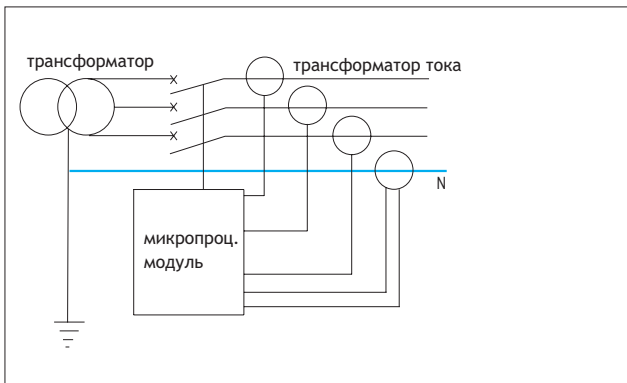 трансформатор
трансформатор тока
N
микропроц.
модуль